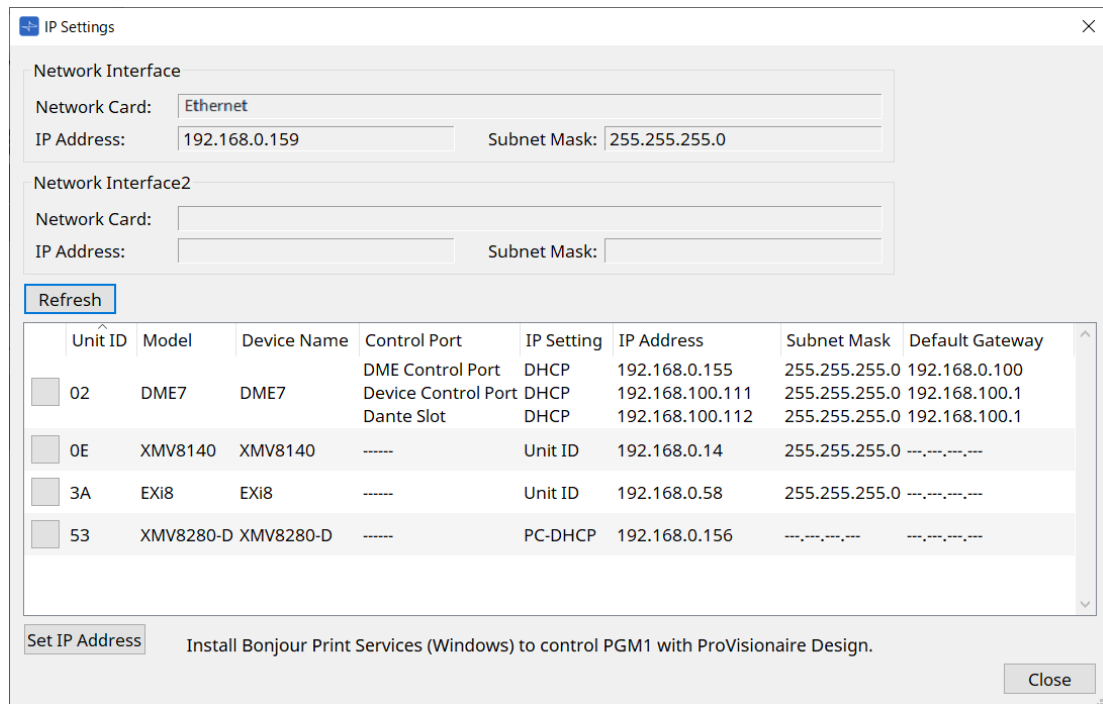 IP Settings
Network Interface
Network Card: Ethernet
IP Address: 192.168.0.159 Subnet Mask: 255.255.255.0
Network Interface2
Network Card:
IP Address: Subnet Mask:
Refresh
Unit ID Model Device Name Control Port IP Setting IP Address Subnet Mask Default Gateway
DME Control Port DHCP 192.168.0.155 255.255.255.0 192.168.0.100
02 DME7 DME7 Device Control Port DHCP 192.168.100.111 255.255.255.0 192.168.100.1
Dante Slot DHCP 192.168.100.112 255.255.255.0 192.168.100.1
0E XMV8140 XMV8140 ------ Unit ID 192.168.0.14 255.255.255.0 ---.---.---.---
3A EXi8 EXi8 ------ Unit ID 192.168.0.58 255.255.255.0 ---.---.---.---
53 XMV8280-D XMV8280-D ------ PC-DHCP 192.168.0.156 ---.---.---.--- ---.---.---.---
Set IP Address Install Bonjour Print Services (Windows) to control PGM1 with ProVisionaire Design.
Close